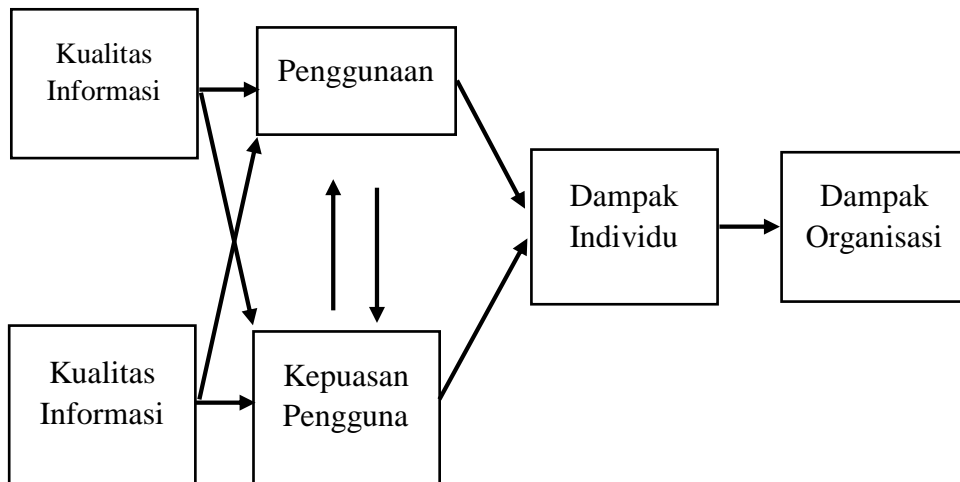 Kualitas
Informasi
Penggunaan
Dampak
Individu
Dampak
Organisasi
Kualitas
Informasi
Kepuasan
Pengguna